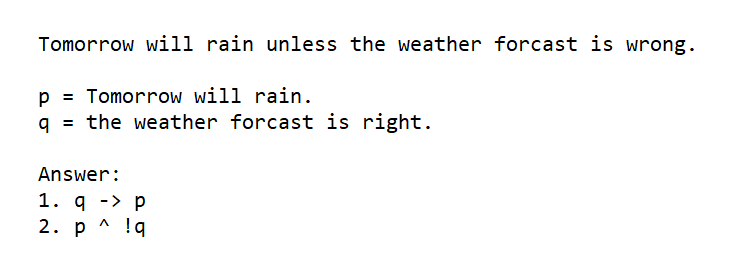 Tomorrow will rain unless the weather forcast is wrong.
p = Tomorrow will rain.
q = the weather forcast is right.
Answer:
1. q -> p
2. p ^ !q